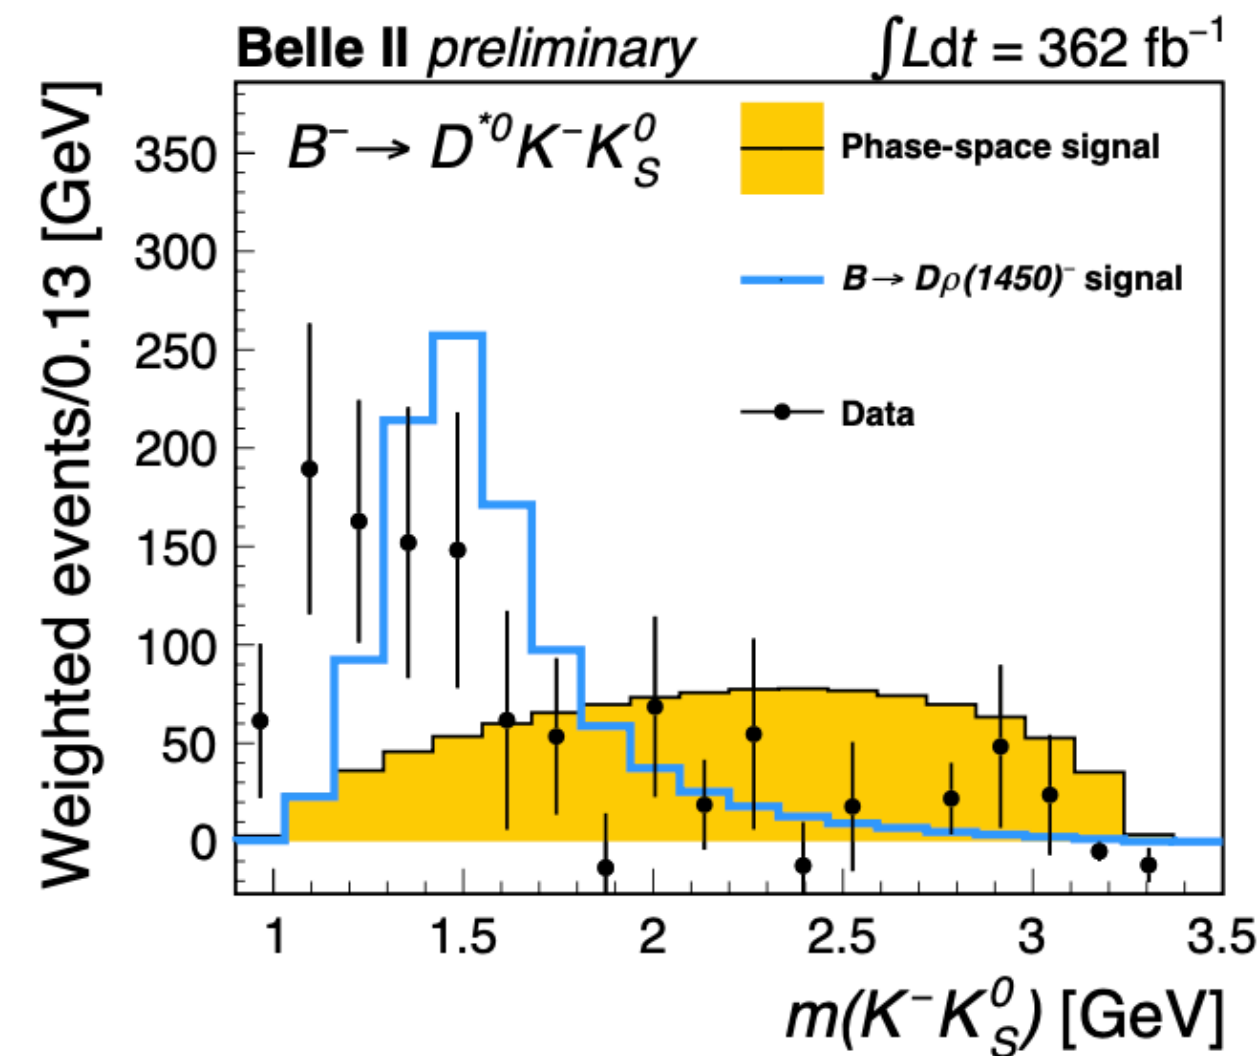 Belle II preliminary ∫Ldt = 362 fb⁻¹
B⁻ → D*⁰K⁻K⁰_S
Phase-space signal
B → Dρ(1450)⁻ signal
Data
Weighted events/0.13 [GeV]
350
300
250
200
150
100
50
0
1 1.5 2 2.5 3 3.5
m(K⁻K⁰_S) [GeV]